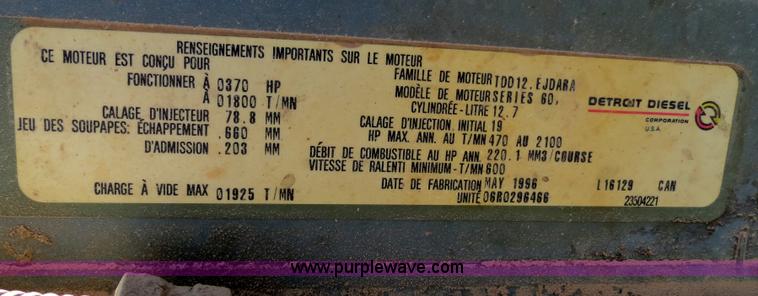 RENSEIGNEMENTS IMPORTANTS SUR LE MOTEUR
CE MOTEUR EST CONÇU POUR
FONCTIONNER À 0370 HP
À 01800 T/MN
CALAGE D'INJECTEUR 78.8 MM
JEU DES SOUPAPES: ÉCHAPPEMENT .660 MM
D'ADMISSION .203 MM
CHARGE À VIDE MAX 01925 T/MN
FAMILLE DE MOTEUR TDD12.EJDARA
MODÈLE DE MOTEUR SERIES 60,
CYLINDRÉE-LITRE 12.7
CALAGE D'INJECTION. INITIAL 19
HP MAX. ANN. AU T/MN 470 AU 2100
DÉBIT DE COMBUSTIBLE AU HP ANN. 220.1 MM3/COURSE
VITESSE DE RALENTI MINIMUM-T/MN 600
DATE DE FABRICATION MAY 1996 L16129 CAN
UNITÉ 06R0296466 23504221
DETROIT DIESEL
CORPORATION
U.S.A.
www.purplewave.com